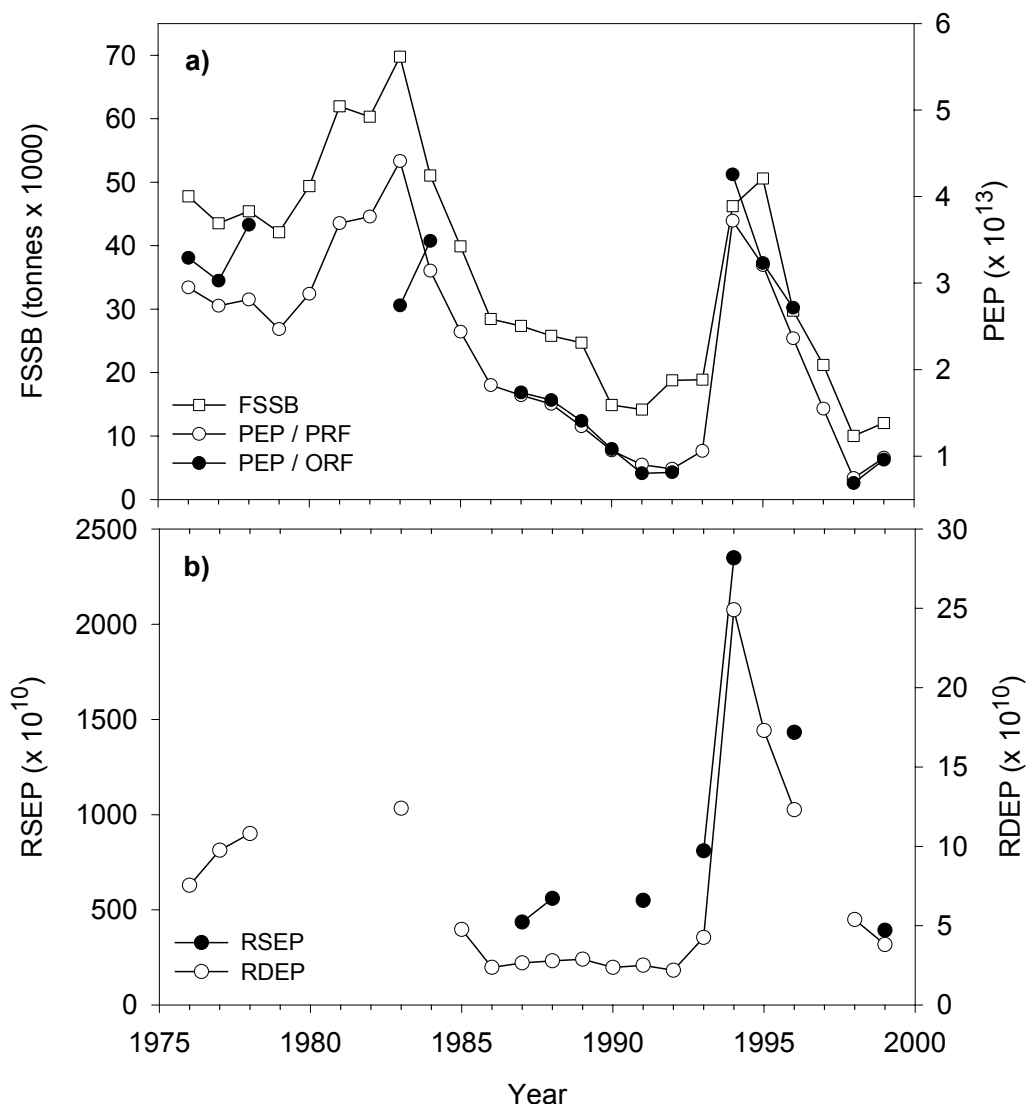 a)
FSSB (tonnes x 1000)
70
60
50
40
30
20
10
0
PEP (x 10¹³)
6
5
4
3
2
1
FSSB
PEP / PRF
PEP / ORF
b)
RSEP (x 10¹⁰)
2500
2000
1500
1000
500
0
RDEP (x 10¹⁰)
30
25
20
15
10
5
0
RSEP
RDEP
1975 1980 1985 1990 1995 2000
Year